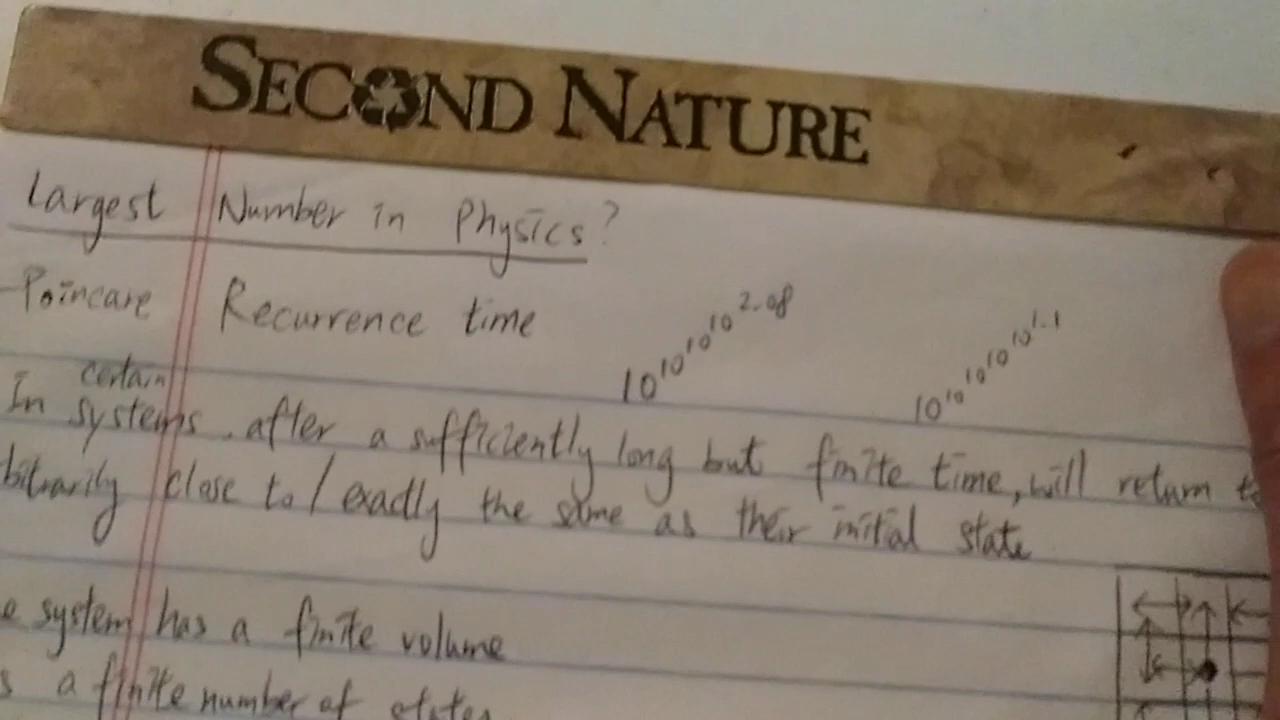 SECOND NATURE
Largest Number in Physics?
Poincare Recurrence time 10^10^10^10^2.08 10^10^10^10^10^1.1
certain
In systems, after a sufficiently long but finite time, will return to
bitrarily close to / exactly the same as their initial state
e system has a finite volume
s a finite number of states